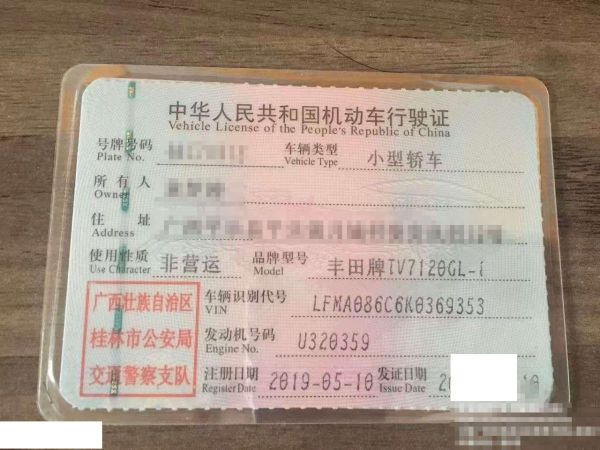 中华人民共和国机动车行驶证
Vehicle License of the People's Republic of China
号牌号码 车辆类型 小型轿车
Plate No. Vehicle Type
所有人
Owner
住 址
Address
使用性质 非营运 品牌型号 丰田牌TV7120GL-i
Use Character Model
广西壮族自治区
桂林市公安局
交通警察支队
车辆识别代号 LFMA086C6K0369353
VIN
发动机号码 U320359
Engine No.
注册日期 2019-05-10 发证日期
Register Date Issue Date